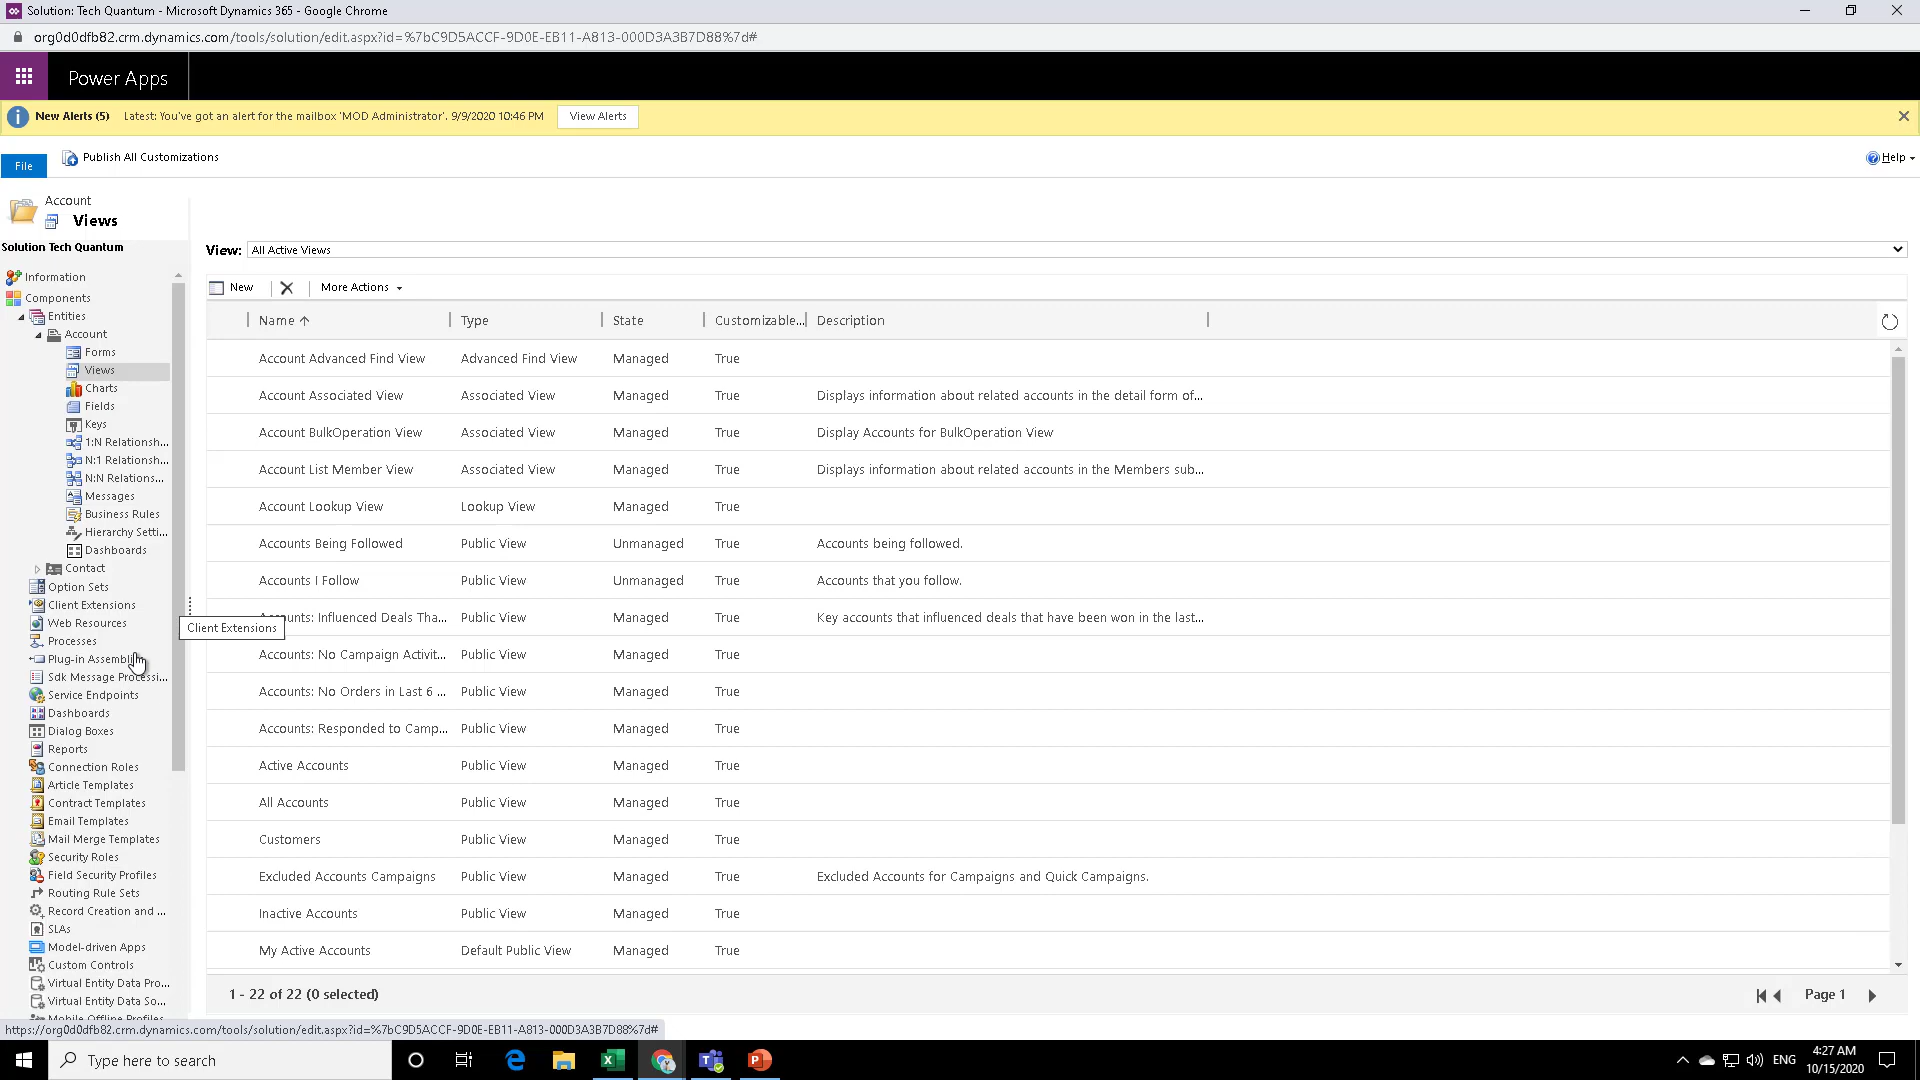 Solution: Tech Quantum - Microsoft Dynamics 365 - Google Chrome
org0d0dfb82.crm.dynamics.com/tools/solution/edit.aspx?id=%7bC9D5ACCF-9D0E-EB11-A813-000D3A3B7D88%7d#
Power Apps
New Alerts (5) Latest: You've got an alert for the mailbox 'MOD Administrator'. 9/9/2020 10:46 PM View Alerts
File Publish All Customizations Help
Account
Views
Solution Tech Quantum
View: All Active Views
Information
Components
Entities
Account
Forms
Views
Charts
Fields
Keys
1:N Relationsh...
N:1 Relationsh...
N:N Relations...
Messages
Business Rules
Hierarchy Setti...
Dashboards
Contact
Option Sets
Client Extensions
Web Resources
Processes
Plug-in Assembli
Sdk Message Processi...
Service Endpoints
Dashboards
Dialog Boxes
Reports
Connection Roles
Article Templates
Contract Templates
Email Templates
Mail Merge Templates
Security Roles
Field Security Profiles
Routing Rule Sets
Record Creation and ...
SLAs
Model-driven Apps
Custom Controls
Virtual Entity Data Pro...
Virtual Entity Data So...
Mobile Offline Profiles
Client Extensions
New More Actions
Name Type State Customizable... Description
Account Advanced Find View Advanced Find View Managed True
Account Associated View Associated View Managed True Displays information about related accounts in the detail form of...
Account BulkOperation View Associated View Managed True Display Accounts for BulkOperation View
Account List Member View Associated View Managed True Displays information about related accounts in the Members sub...
Account Lookup View Lookup View Managed True
Accounts Being Followed Public View Unmanaged True Accounts being followed.
Accounts I Follow Public View Unmanaged True Accounts that you follow.
unts: Influenced Deals Tha... Public View Managed True Key accounts that influenced deals that have been won in the last...
Accounts: No Campaign Activit... Public View Managed True
Accounts: No Orders in Last 6 ... Public View Managed True
Accounts: Responded to Camp... Public View Managed True
Active Accounts Public View Managed True
All Accounts Public View Managed True
Customers Public View Managed True
Excluded Accounts Campaigns Public View Managed True Excluded Accounts for Campaigns and Quick Campaigns.
Inactive Accounts Public View Managed True
My Active Accounts Default Public View Managed True
1 - 22 of 22 (0 selected) Page 1
https://org0d0dfb82.crm.dynamics.com/tools/solution/edit.aspx?id=%7bC9D5ACCF-9D0E-EB11-A813-000D3A3B7D88%7d#
Type here to search
ENG
4:27 AM
10/15/2020